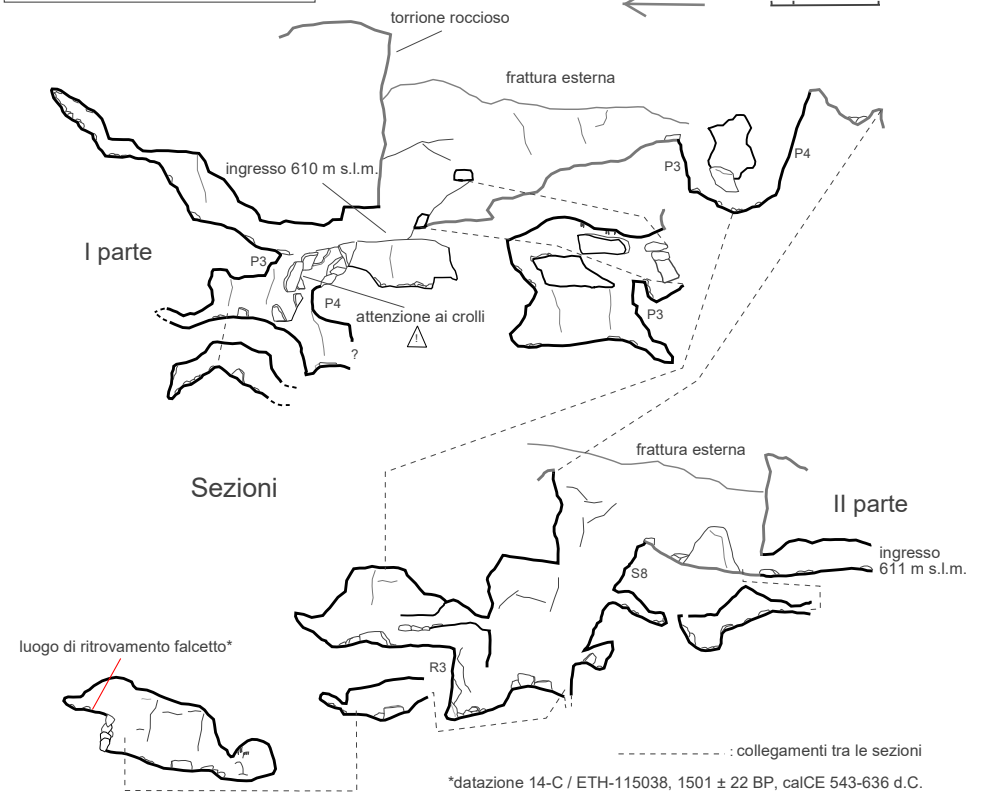 torrione roccioso
frattura esterna
P3
P4
ingresso 610 m s.l.m.
I parte
P3
P4
attenzione ai crolli
!
P3
?
frattura esterna
Sezioni
II parte
ingresso
611 m s.l.m.
S8
luogo di ritrovamento falcetto*
R3
: collegamenti tra le sezioni
*datazione 14-C / ETH-115038, 1501 ± 22 BP, calCE 543-636 d.C.